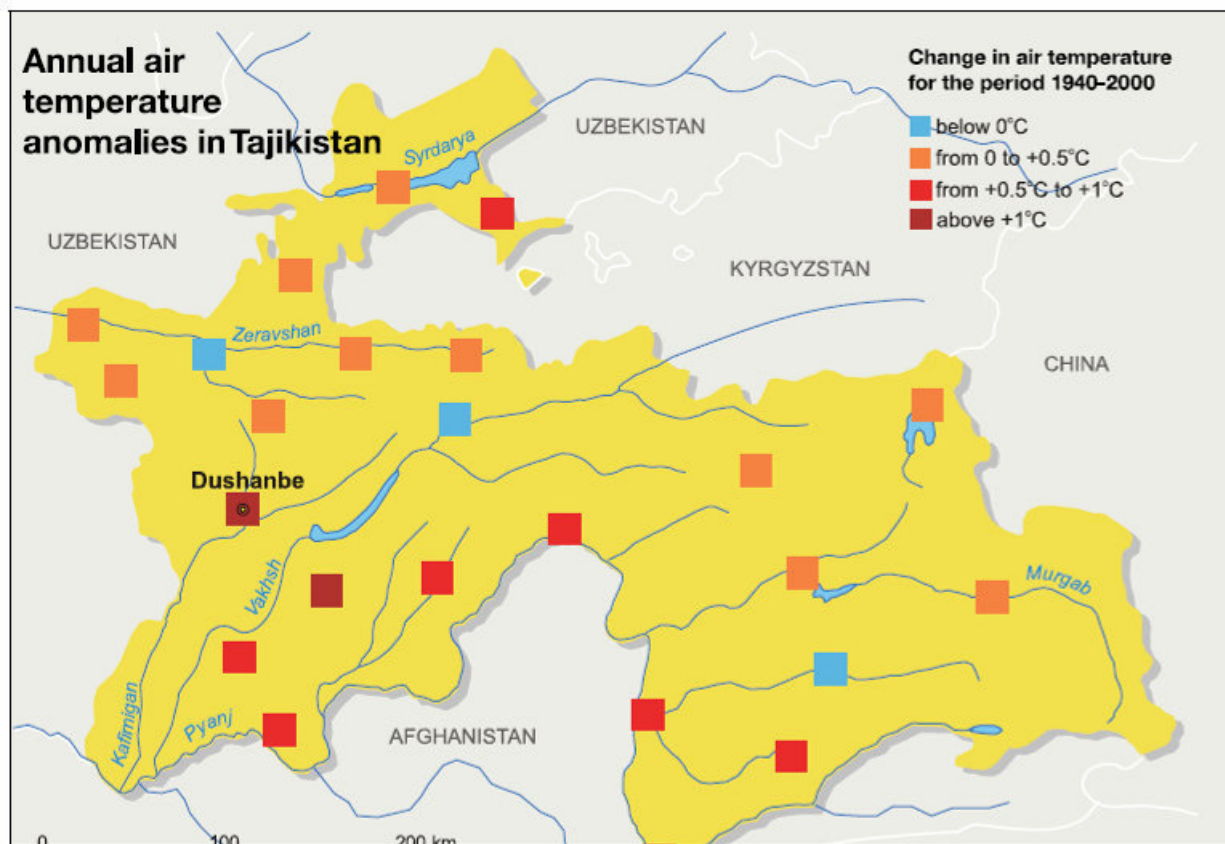 Annual air
temperature
anomalies in Tajikistan
Change in air temperature
for the period 1940–2000
below 0°C
from 0 to +0.5°C
from +0.5°C to +1°C
above +1°C
UZBEKISTAN
Syrdarya
UZBEKISTAN
KYRGYZSTAN
Zeravshan
CHINA
Dushanbe
Vakhsh
Murgab
Kafirnigan
Pyanj
AFGHANISTAN
0 100 200 km